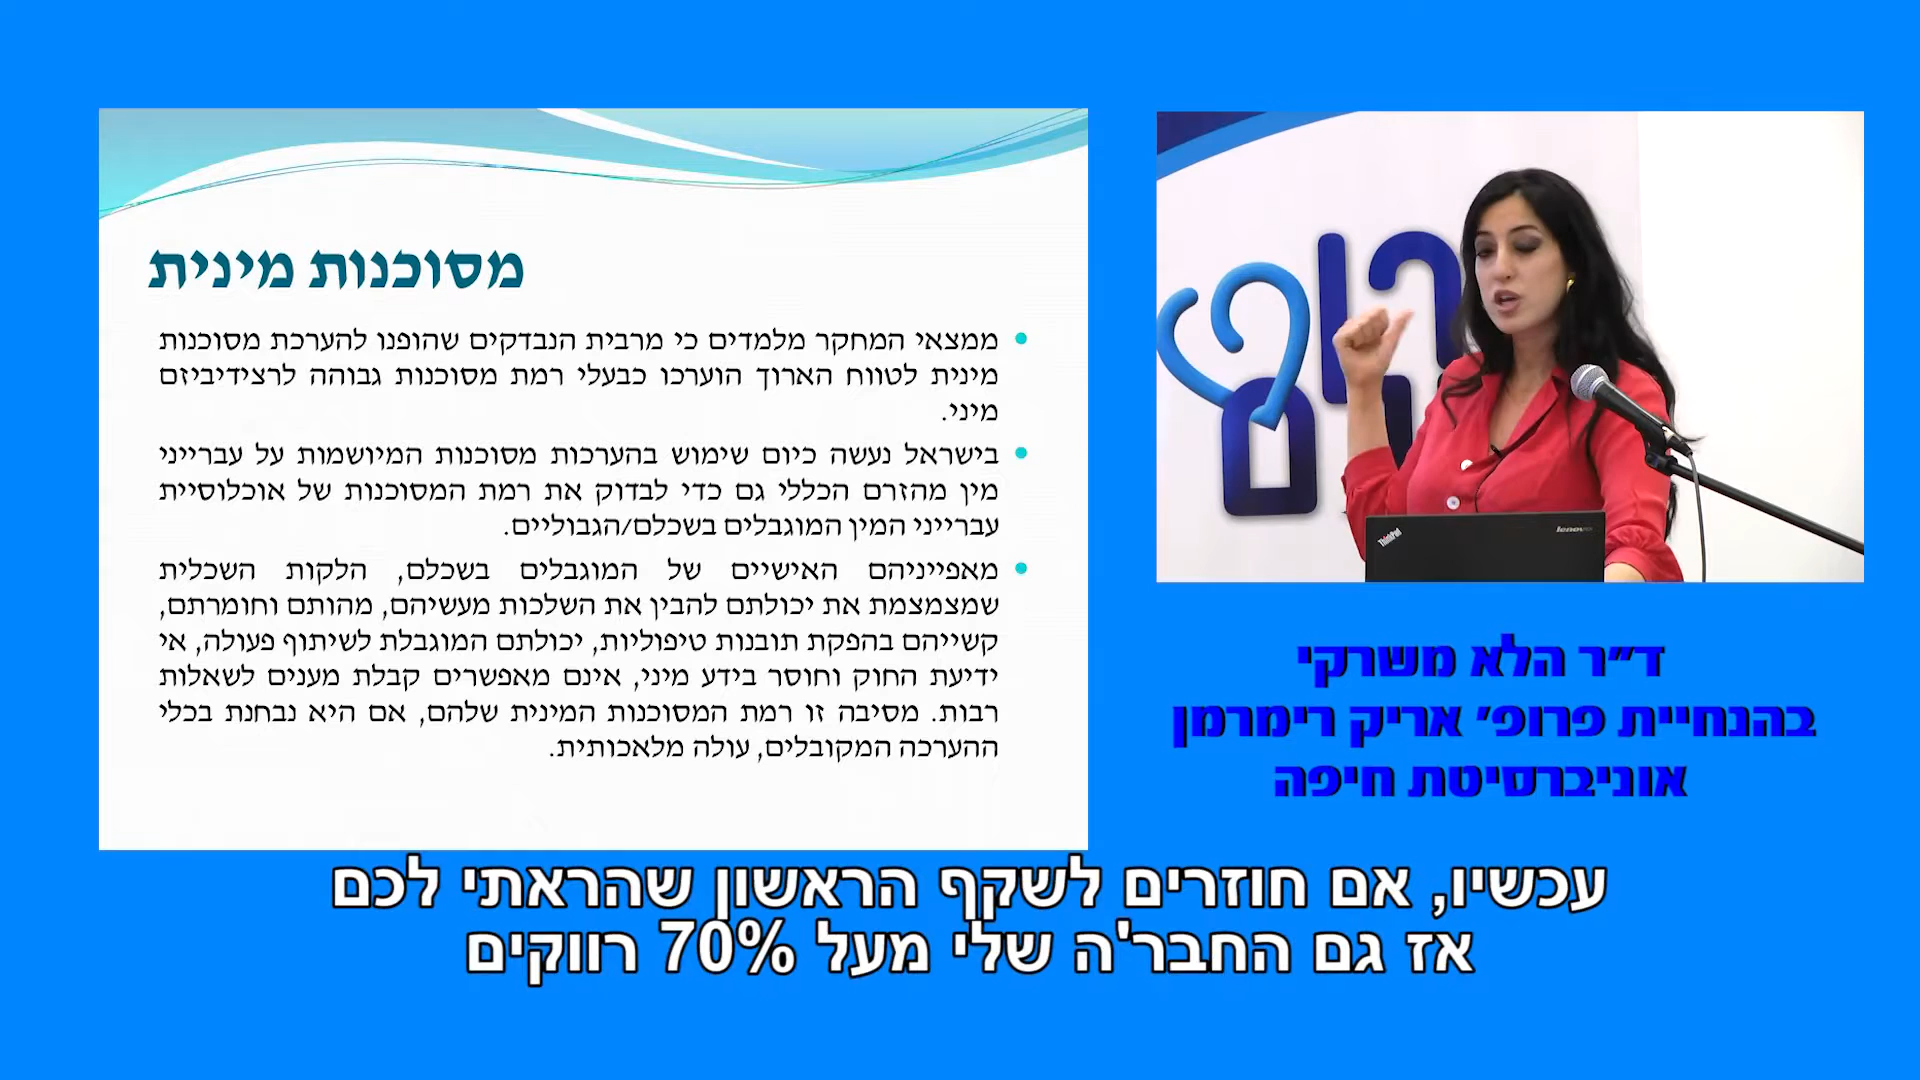 מסוכנות מינית
• ממצאי המחקר מלמדים כי מרבית הנבדקים שהופנו להערכת מסוכנות
מינית לטווח הארוך הוערכו כבעלי רמת מסוכנות גבוהה לרצידיביזם
מיני.
• בישראל נעשה כיום שימוש בהערכות מסוכנות המיושמות על עברייני
מין מהזרם הכללי גם כדי לבדוק את רמת המסוכנות של אוכלוסיית
עברייני המין המוגבלים בשכלם/הגבוליים.
• מאפייניהם האישיים של המוגבלים בשכלם, הלקות השכלית
שמצמצמת את יכולתם להבין את השלכות מעשיהם, מהותם וחומרתם,
קשייהם בהפקת תובנות טיפוליות, יכולתם המוגבלת לשיתוף פעולה, אי
ידיעת החוק וחוסר בידע מיני, אינם מאפשרים קבלת מענים לשאלות
רבות. מסיבה זו רמת המסוכנות המינית שלהם, אם היא נבחנת בכלי
ההערכה המקובלים, עולה מלאכותית.
ThinkPad
lenovo
ד״ר הלא משרקי
בהנחיית פרופ׳ אריק רימרמן
אוניברסיטת חיפה
עכשיו, אם חוזרים לשקף הראשון שהראתי לכם
אז גם החבר'ה שלי מעל 70% רווקים